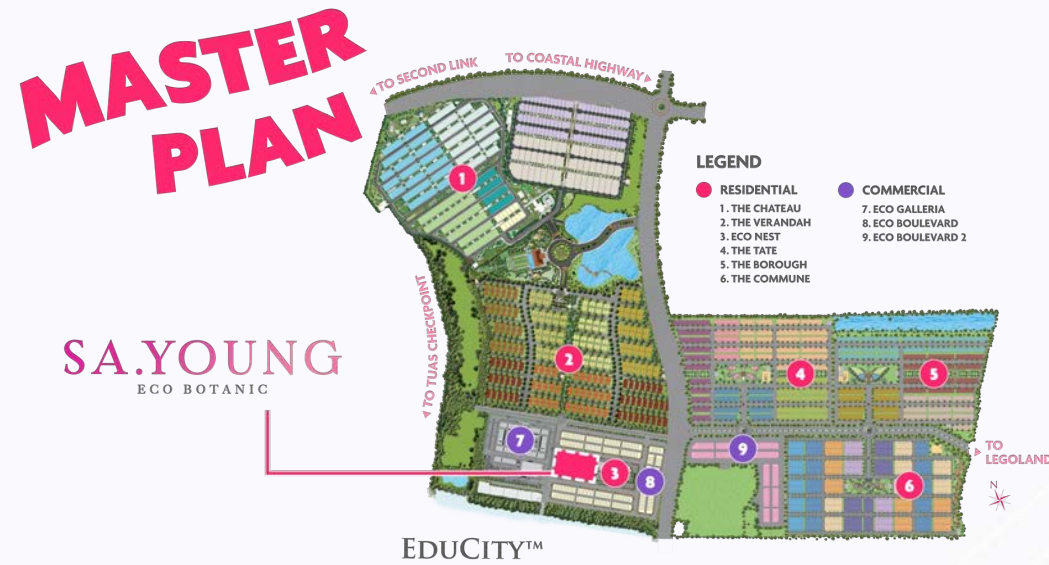 MASTER
PLAN
TO SECOND LINK
TO COASTAL HIGHWAY
LEGEND
RESIDENTIAL
1. THE CHATEAU
2. THE VERANDAH
3. ECO NEST
4. THE TATE
5. THE BOROUGH
6. THE COMMUNE
COMMERCIAL
7. ECO GALLERIA
8. ECO BOULEVARD
9. ECO BOULEVARD 2
1
TO TUAS CHECKPOINT
SA.YOUNG
ECO BOTANIC
2
4
5
7
3
8
9
6
TO
LEGOLAND
N
EDUCITY™